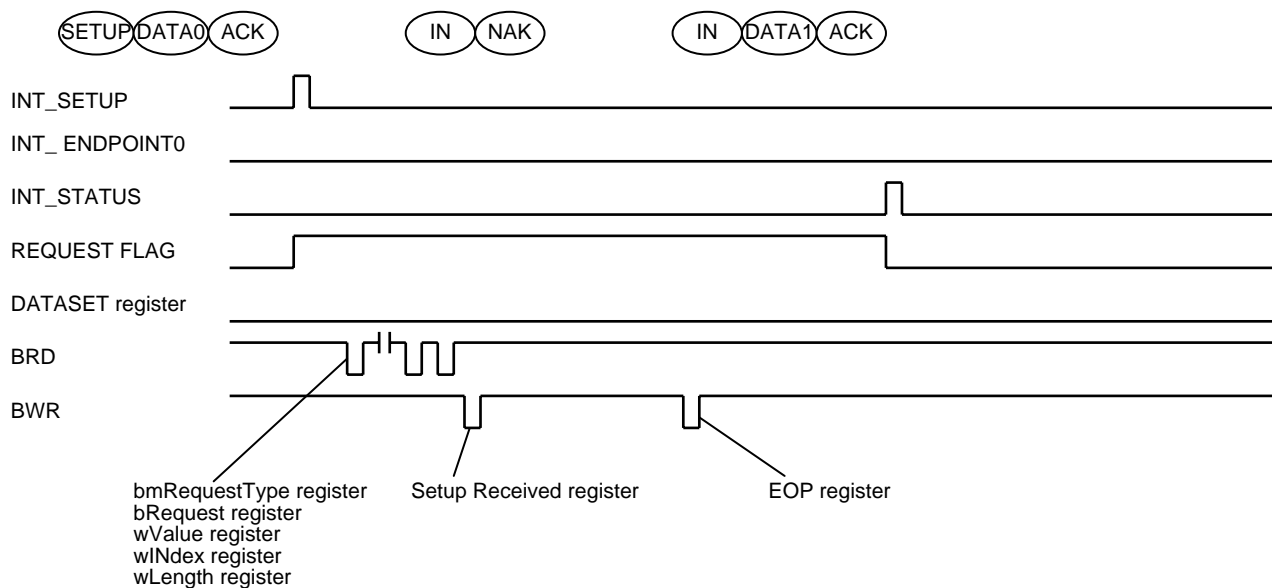 SETUP DATA0 ACK IN NAK IN DATA1 ACK
INT_SETUP
INT_ ENDPOINT0
INT_STATUS
REQUEST FLAG
DATASET register
BRD
BWR
bmRequestType register Setup Received register EOP register
bRequest register
wValue register
wINdex register
wLength register